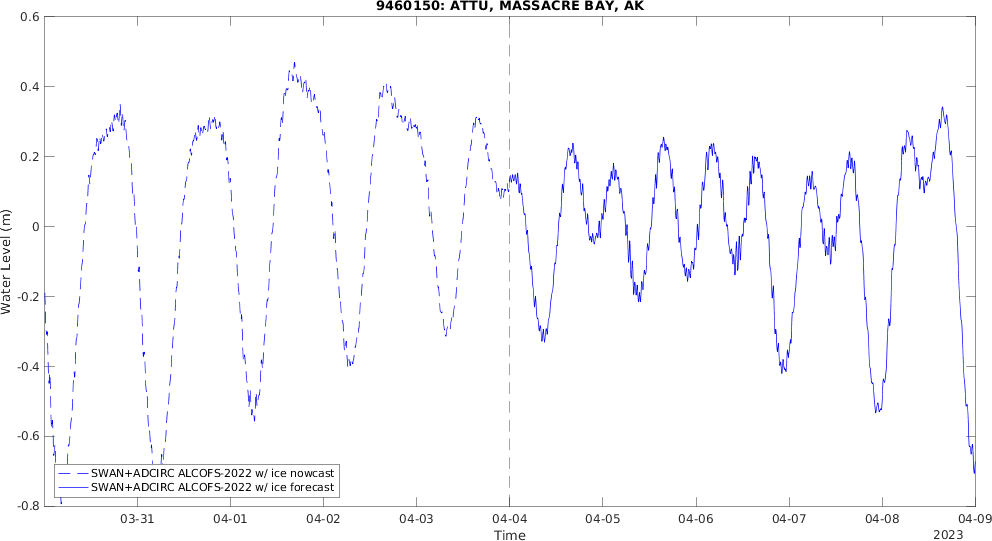 9460150: ATTU, MASSACRE BAY, AK
0.6
0.4
0.2
0
-0.2
-0.4
-0.6
-0.8
Water Level (m)
SWAN+ADCIRC ALCOFS-2022 w/ ice nowcast
SWAN+ADCIRC ALCOFS-2022 w/ ice forecast
03-31 04-01 04-02 04-03 04-04 04-05 04-06 04-07 04-08 04-09
Time
2023